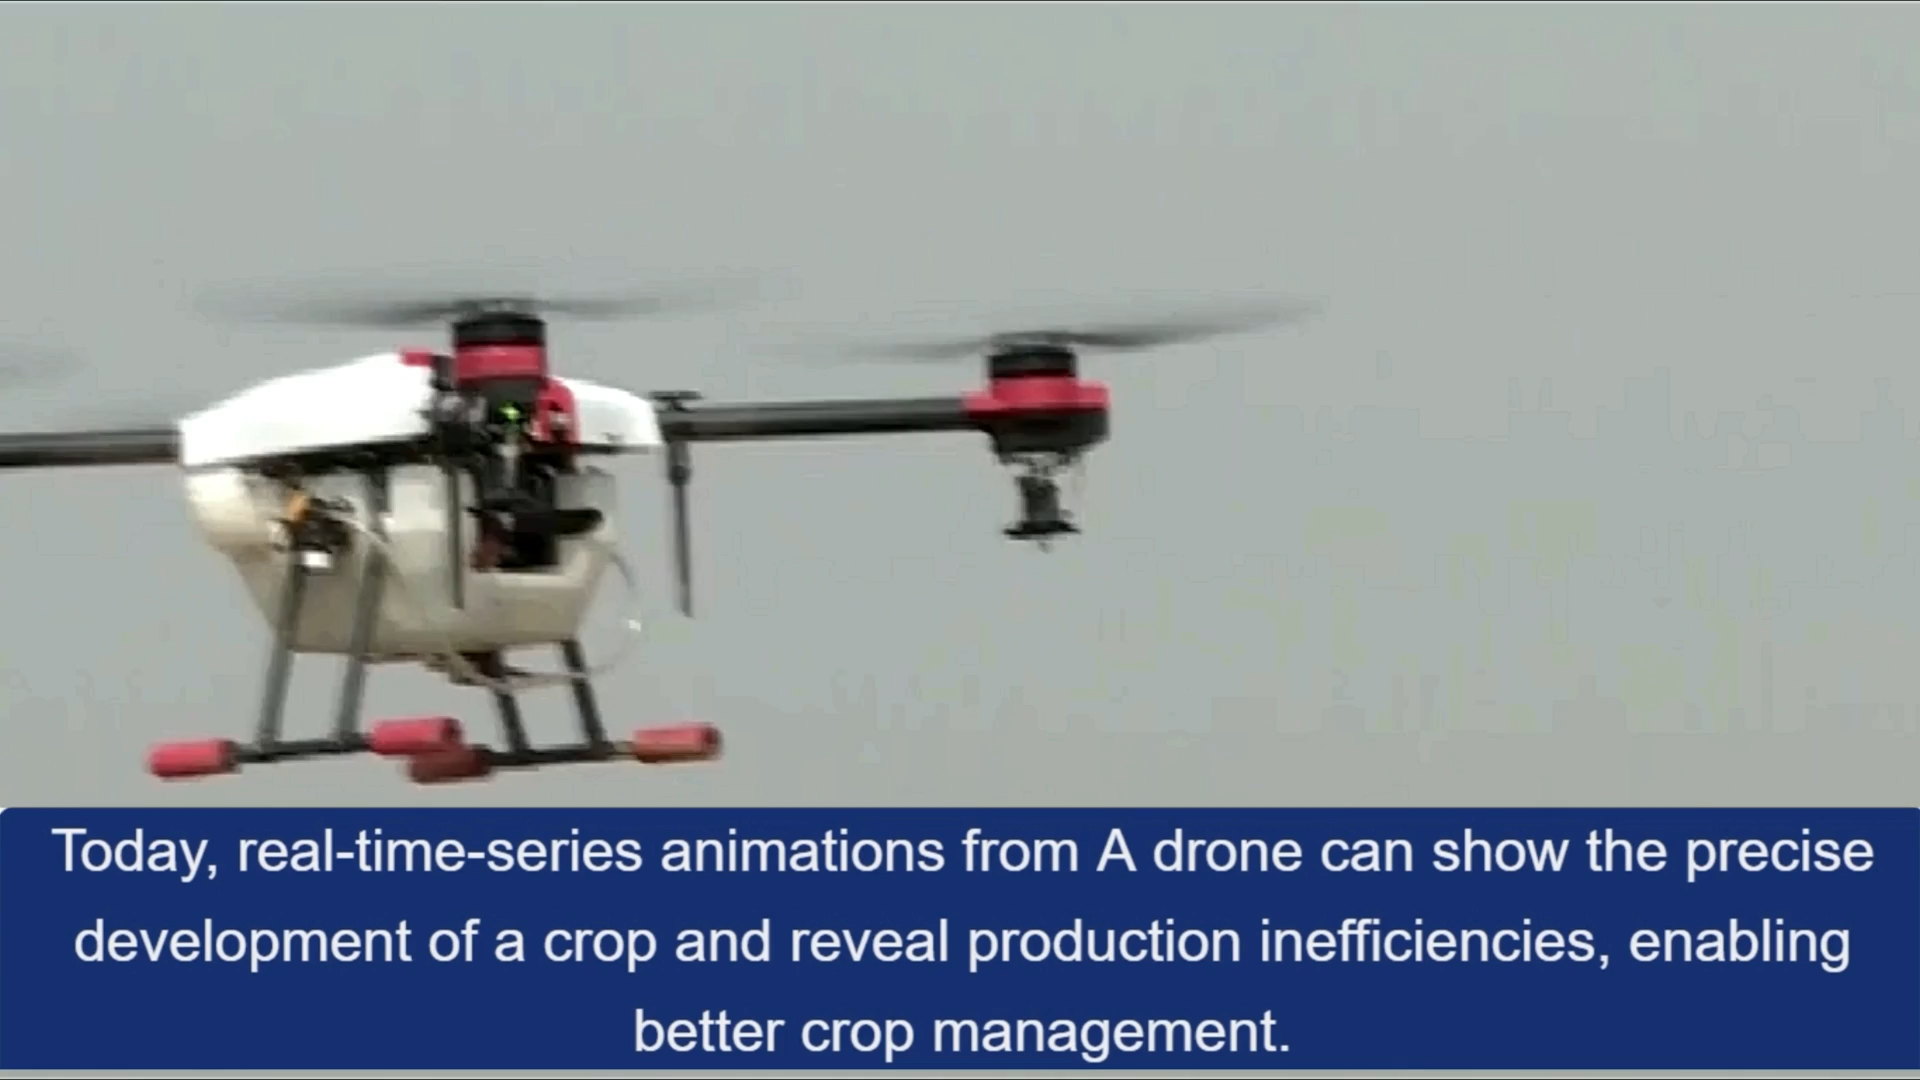 Today, real-time-series animations from A drone can show the precise
development of a crop and reveal production inefficiencies, enabling
better crop management.